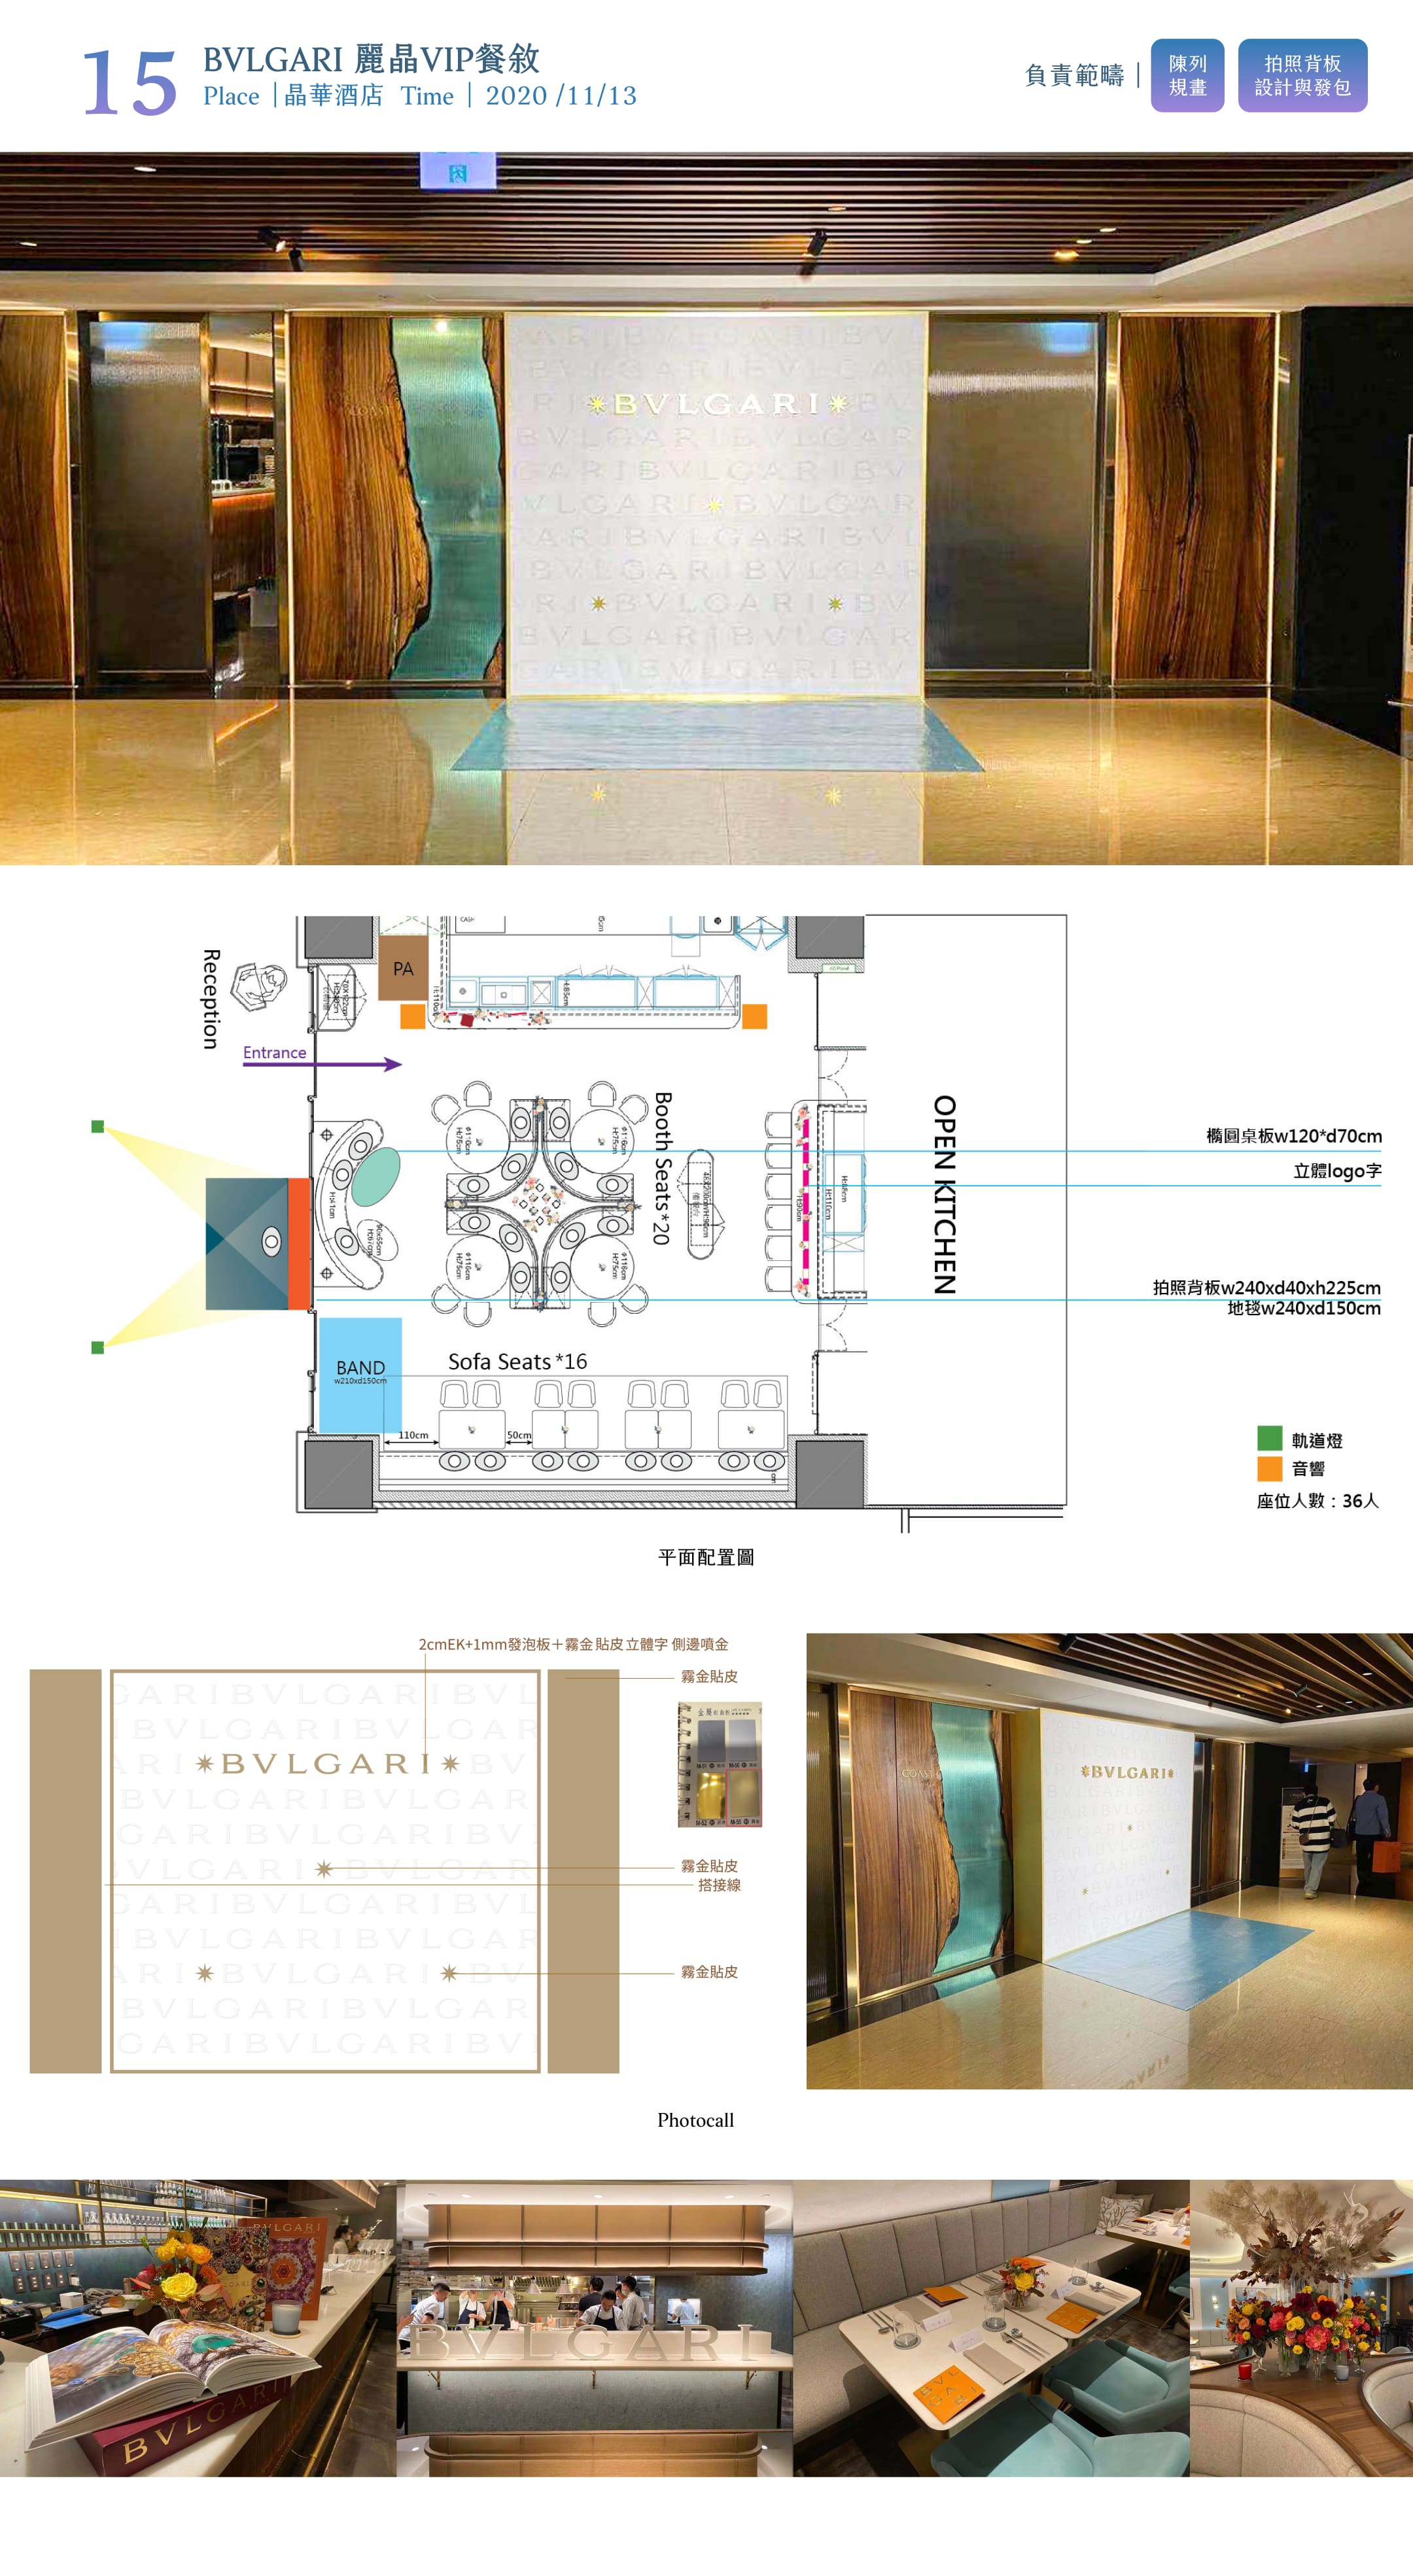 15
BVLGARI 麗晶VIP餐敘
Place |晶華酒店 Time | 2020 /11/13
負責範疇|
陳列
規畫
拍照背板
設計與發包
COAST
BVLGARI
Reception
PA
CASH
Entrance
Booth Seats*20
OPEN KITCHEN
橢圓桌板w120*d70cm
立體logo字
拍照背板w240xd40xh225cm
地毯w240xd150cm
BAND
w210xd150cm
Sofa Seats *16
110cm
50cm
軌道燈
音響
座位人數：36人
平面配置圖
2cmEK+1mm發泡板＋霧金貼皮立體字 側邊噴金
霧金貼皮
BVLGARI
霧金貼皮
搭接線
霧金貼皮
COAST
BVLGARI
Photocall
BVLGARI
BVLGARI
BVLGARI